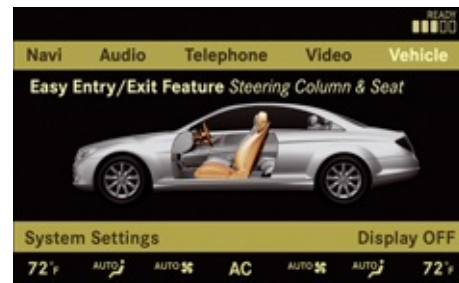 READY
Navi Audio Telephone Video Vehicle
Easy Entry/Exit Feature Steering Column & Seat
System Settings Display OFF
72°F AUTO AUTO AC AUTO AUTO 72°F